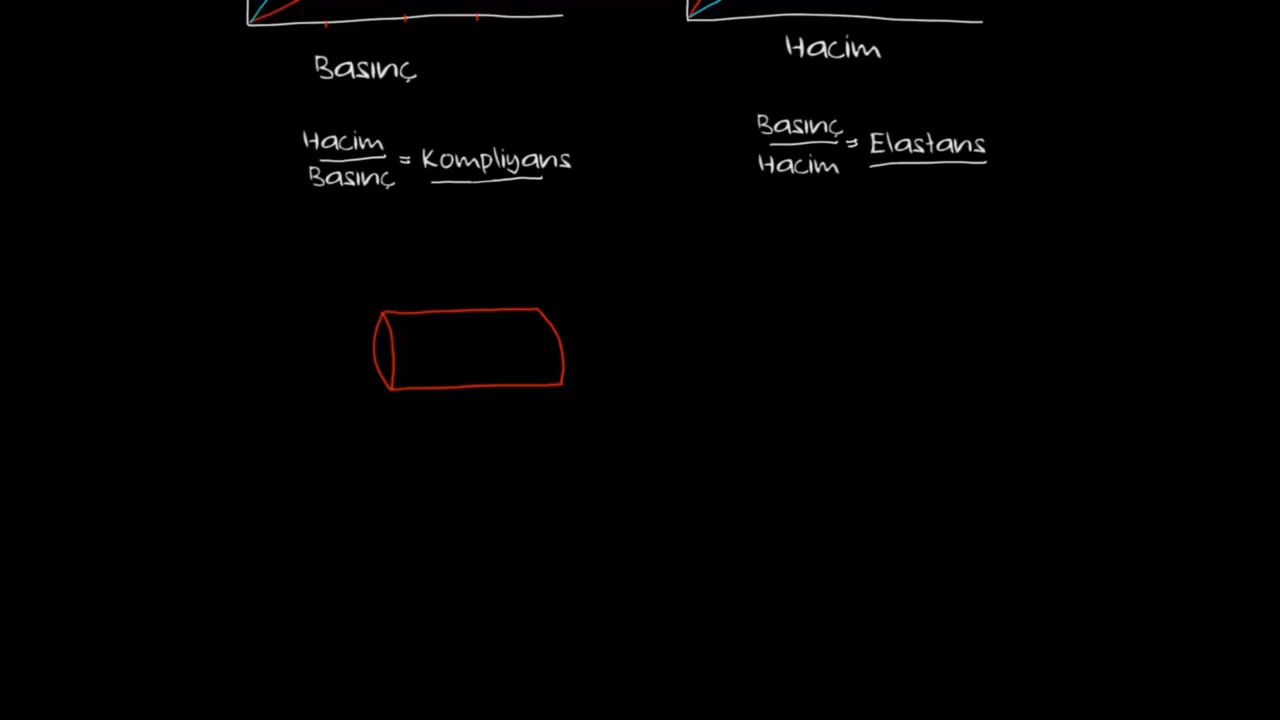 Basınç
Hacim
Hacim
Basınç
= Kompliyans
Basınç
Hacim
= Elastans